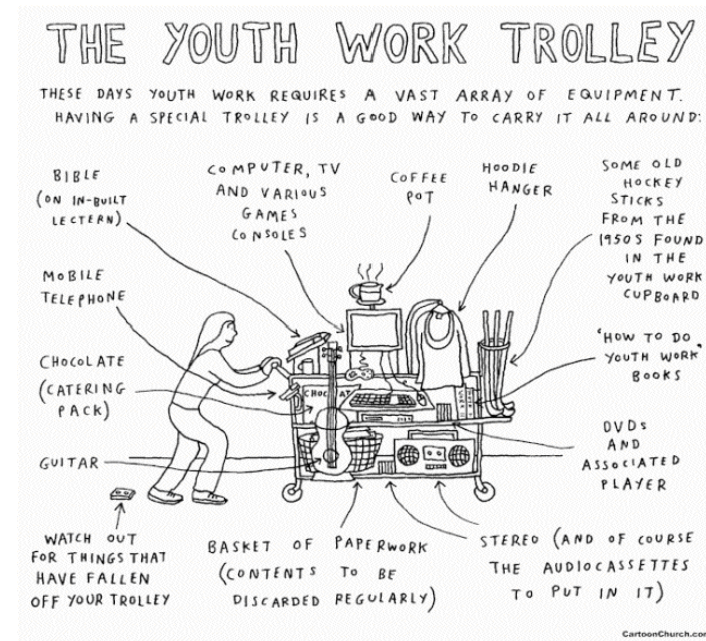 THE YOUTH WORK TROLLEY
THESE DAYS YOUTH WORK REQUIRES A VAST ARRAY OF EQUIPMENT.
HAVING A SPECIAL TROLLEY IS A GOOD WAY TO CARRY IT ALL AROUND:
BIBLE
(ON IN-BUILT
LECTERN)
COMPUTER, TV
AND VARIOUS
GAMES
CONSOLES
COFFEE
POT
HOODIE
HANGER
SOME OLD
HOCKEY
STICKS
FROM THE
1950S FOUND
IN THE
YOUTH WORK
CUPBOARD
MOBILE
TELEPHONE
CHOCOLATE
(CATERING
PACK)
GUITAR
CHOC AT
'HOW TO DO
YOUTH WORK'
BOOKS
DVDS
AND
ASSOCIATED
PLAYER
WATCH OUT
FOR THINGS THAT
HAVE FALLEN
OFF YOUR TROLLEY
BASKET OF PAPERWORK
(CONTENTS TO BE
DISCARDED REGULARLY)
STEREO (AND OF COURSE
THE AUDIOCASSETTES
TO PUT IN IT)
CartoonChurch.com